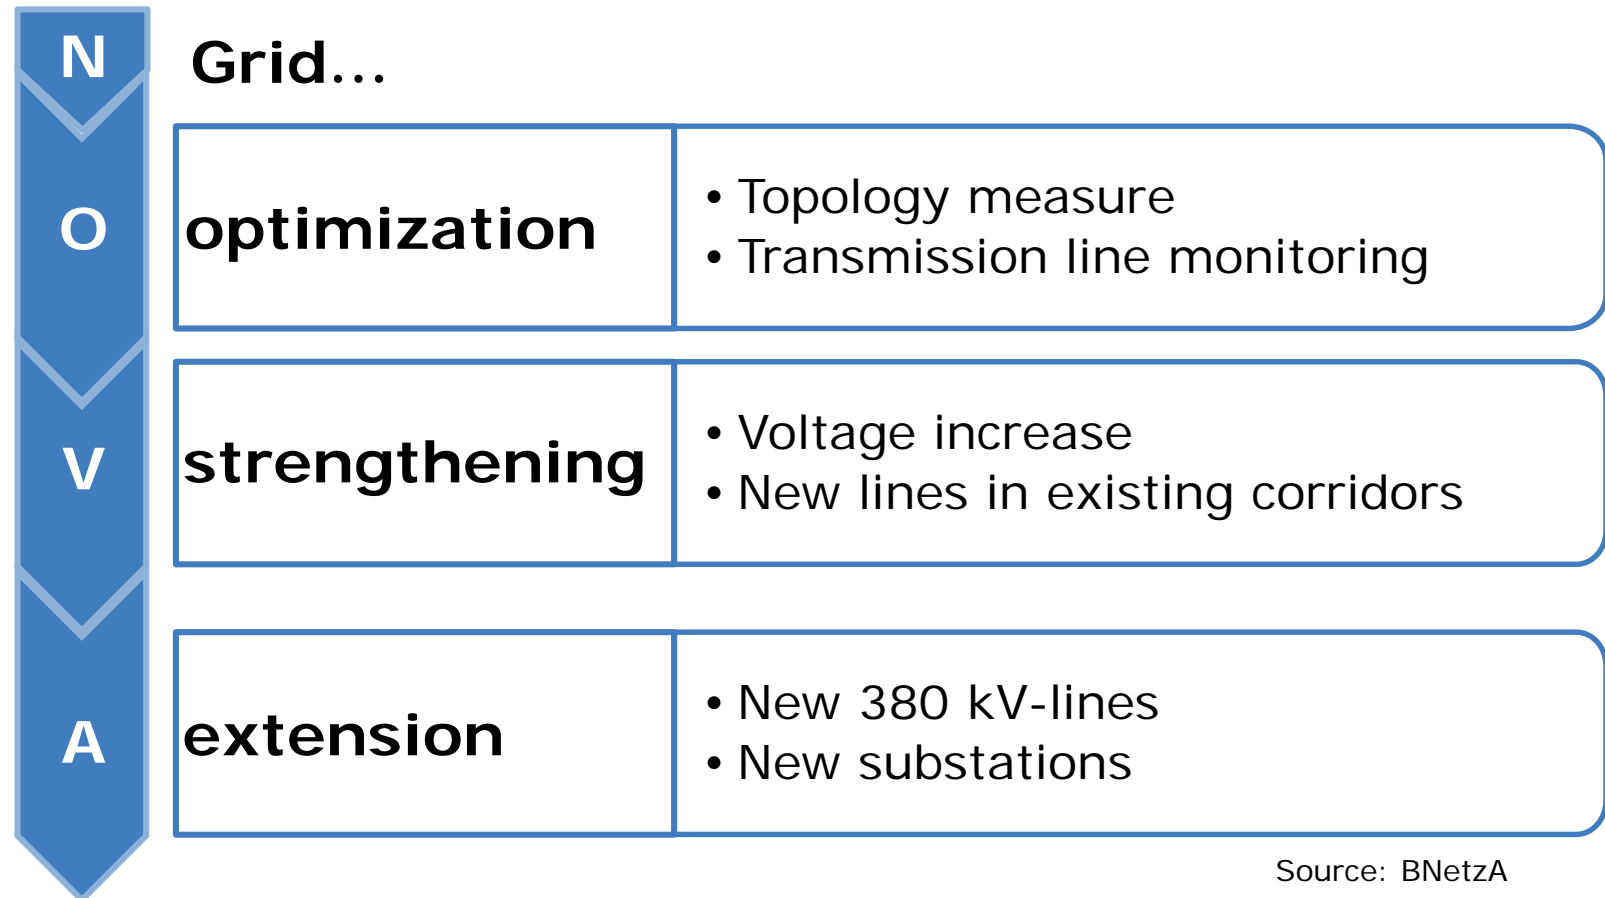 N
Grid...
O
optimization
• Topology measure
• Transmission line monitoring
V
strengthening
• Voltage increase
• New lines in existing corridors
A
extension
• New 380 kV-lines
• New substations
Source: BNetzA